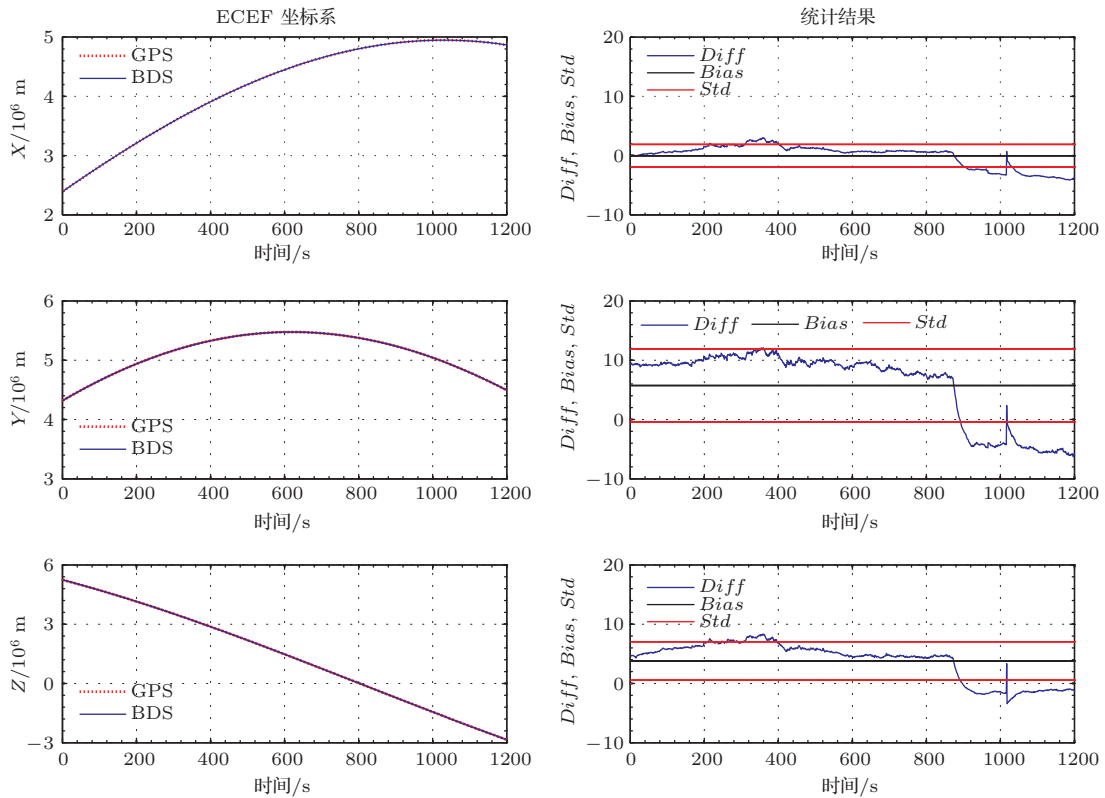 ECEF 坐标系
5
4
3
2
X/10⁶ m
GPS
BDS
0 200 400 600 800 1000 1200
时间/s
统计结果
20
10
0
−10
Diff, Bias, Std
Diff
Bias
Std
0 200 400 600 800 1000 1200
时间/s
6
5
4
3
Y/10⁶ m
GPS
BDS
0 200 400 600 800 1000 1200
时间/s
20
10
0
−10
Diff, Bias, Std
Diff Bias Std
0 200 400 600 800 1000 1200
时间/s
6
3
0
−3
Z/10⁶ m
GPS
BDS
0 200 400 600 800 1000 1200
时间/s
20
10
0
−10
Diff, Bias, Std
Diff
Bias
Std
0 200 400 600 800 1000 1200
时间/s